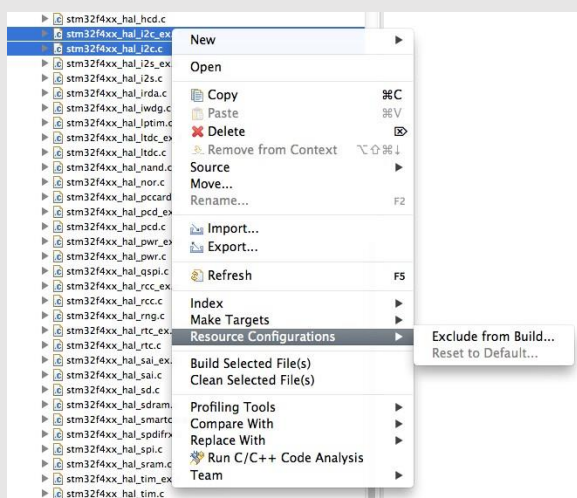 stm32f4xx_hal_hcd.c
stm32f4xx_hal_i2c_ex
stm32f4xx_hal_i2c.c
stm32f4xx_hal_i2s_ex.
stm32f4xx_hal_i2s.c
stm32f4xx_hal_irda.c
stm32f4xx_hal_iwdg.c
stm32f4xx_hal_lptim.c
stm32f4xx_hal_ltdc_ex
stm32f4xx_hal_ltdc.c
stm32f4xx_hal_nand.c
stm32f4xx_hal_nor.c
stm32f4xx_hal_pccard
stm32f4xx_hal_pcd_ex
stm32f4xx_hal_pcd.c
stm32f4xx_hal_pwr_ex
stm32f4xx_hal_pwr.c
stm32f4xx_hal_qspi.c
stm32f4xx_hal_rcc_ex.
stm32f4xx_hal_rcc.c
stm32f4xx_hal_rng.c
stm32f4xx_hal_rtc_ex.
stm32f4xx_hal_rtc.c
stm32f4xx_hal_sai_ex.
stm32f4xx_hal_sai.c
stm32f4xx_hal_sd.c
stm32f4xx_hal_sdram.
stm32f4xx_hal_smartc
stm32f4xx_hal_spdifrx
stm32f4xx_hal_spi.c
stm32f4xx_hal_sram.c
stm32f4xx_hal_tim_ex
stm32f4xx_hal_tim.c
New
Open
Copy ⌘C
Paste ⌘V
Delete ⌦
Remove from Context ⌥⇧⌘↓
Source
Move...
Rename... F2
Import...
Export...
Refresh F5
Index
Make Targets
Resource Configurations
Build Selected File(s)
Clean Selected File(s)
Profiling Tools
Compare With
Replace With
Run C/C++ Code Analysis
Team
Exclude from Build...
Reset to Default...